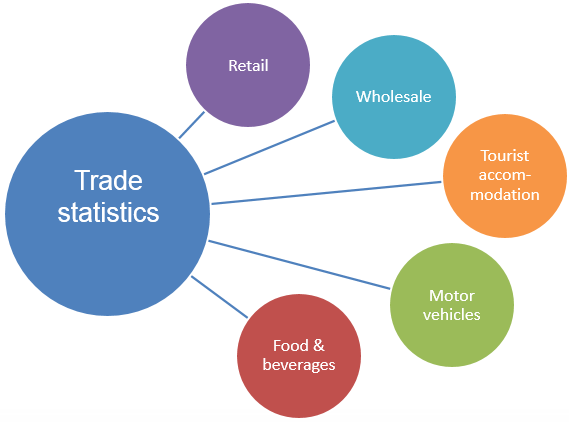 Trade
statistics
Retail
Wholesale
Tourist
accom-
modation
Motor
vehicles
Food &
beverages